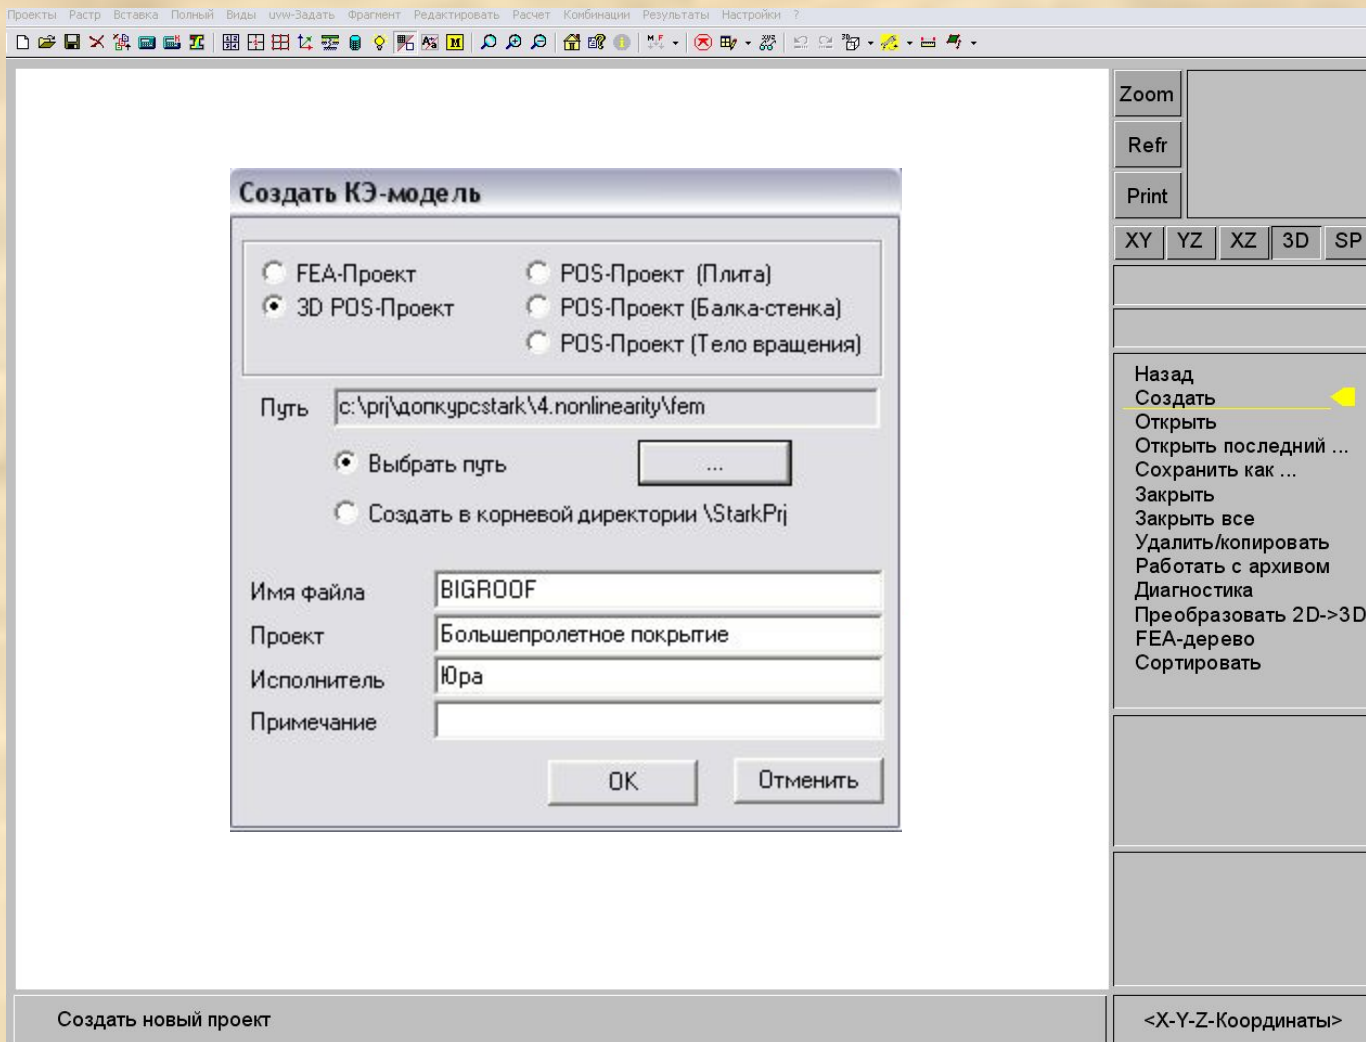 Проекты Растр Вставка Полный Виды uvw-Задать Фрагмент Редактировать Расчет Комбинации Результаты Настройки ?
Zoom
Refr
Print
XY YZ XZ 3D SP
Создать КЭ-модель
FEA-Проект
3D POS-Проект
POS-Проект (Плита)
POS-Проект (Балка-стенка)
POS-Проект (Тело вращения)
Путь c:\prj\допкурсstark\4.nonlinearity\fem
Выбрать путь ...
Создать в корневой директории \StarkPrj
Имя файла BIGROOF
Проект Большепролетное покрытие
Исполнитель Юра
Примечание
OK Отменить
Назад
Создать
Открыть
Открыть последний ...
Сохранить как ...
Закрыть
Закрыть все
Удалить/копировать
Работать с архивом
Диагностика
Преобразовать 2D->3D
FEA-дерево
Сортировать
Создать новый проект
<X-Y-Z-Координаты>